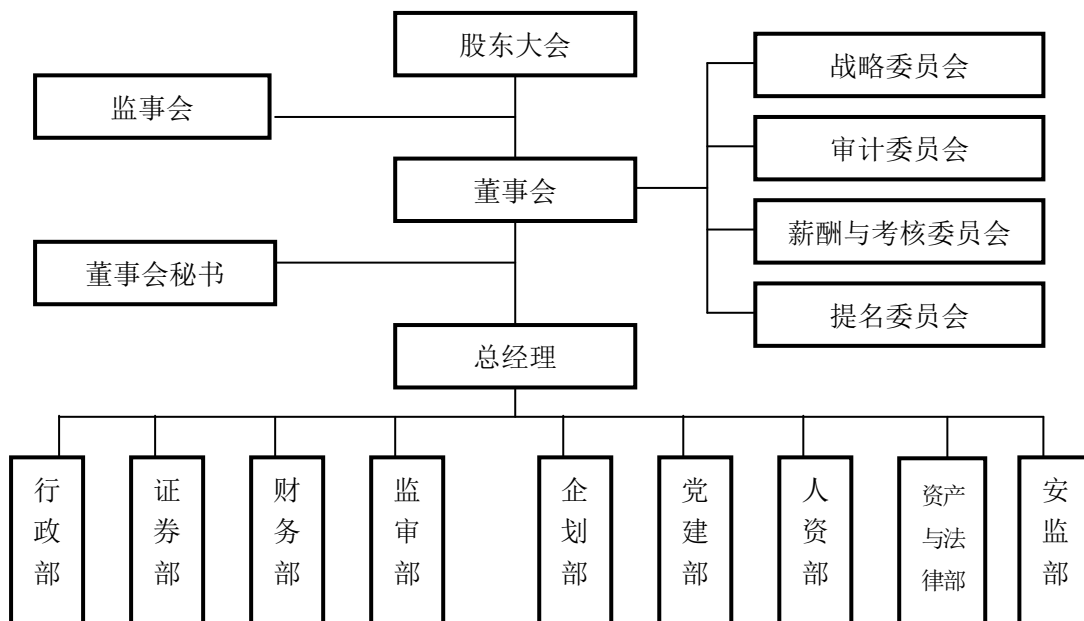 股东大会
战略委员会
监事会
审计委员会
董事会
薪酬与考核委员会
董事会秘书
提名委员会
总经理
行政部
证券部
财务部
监审部
企划部
党建部
人资部
资产
与法
律部
安监部